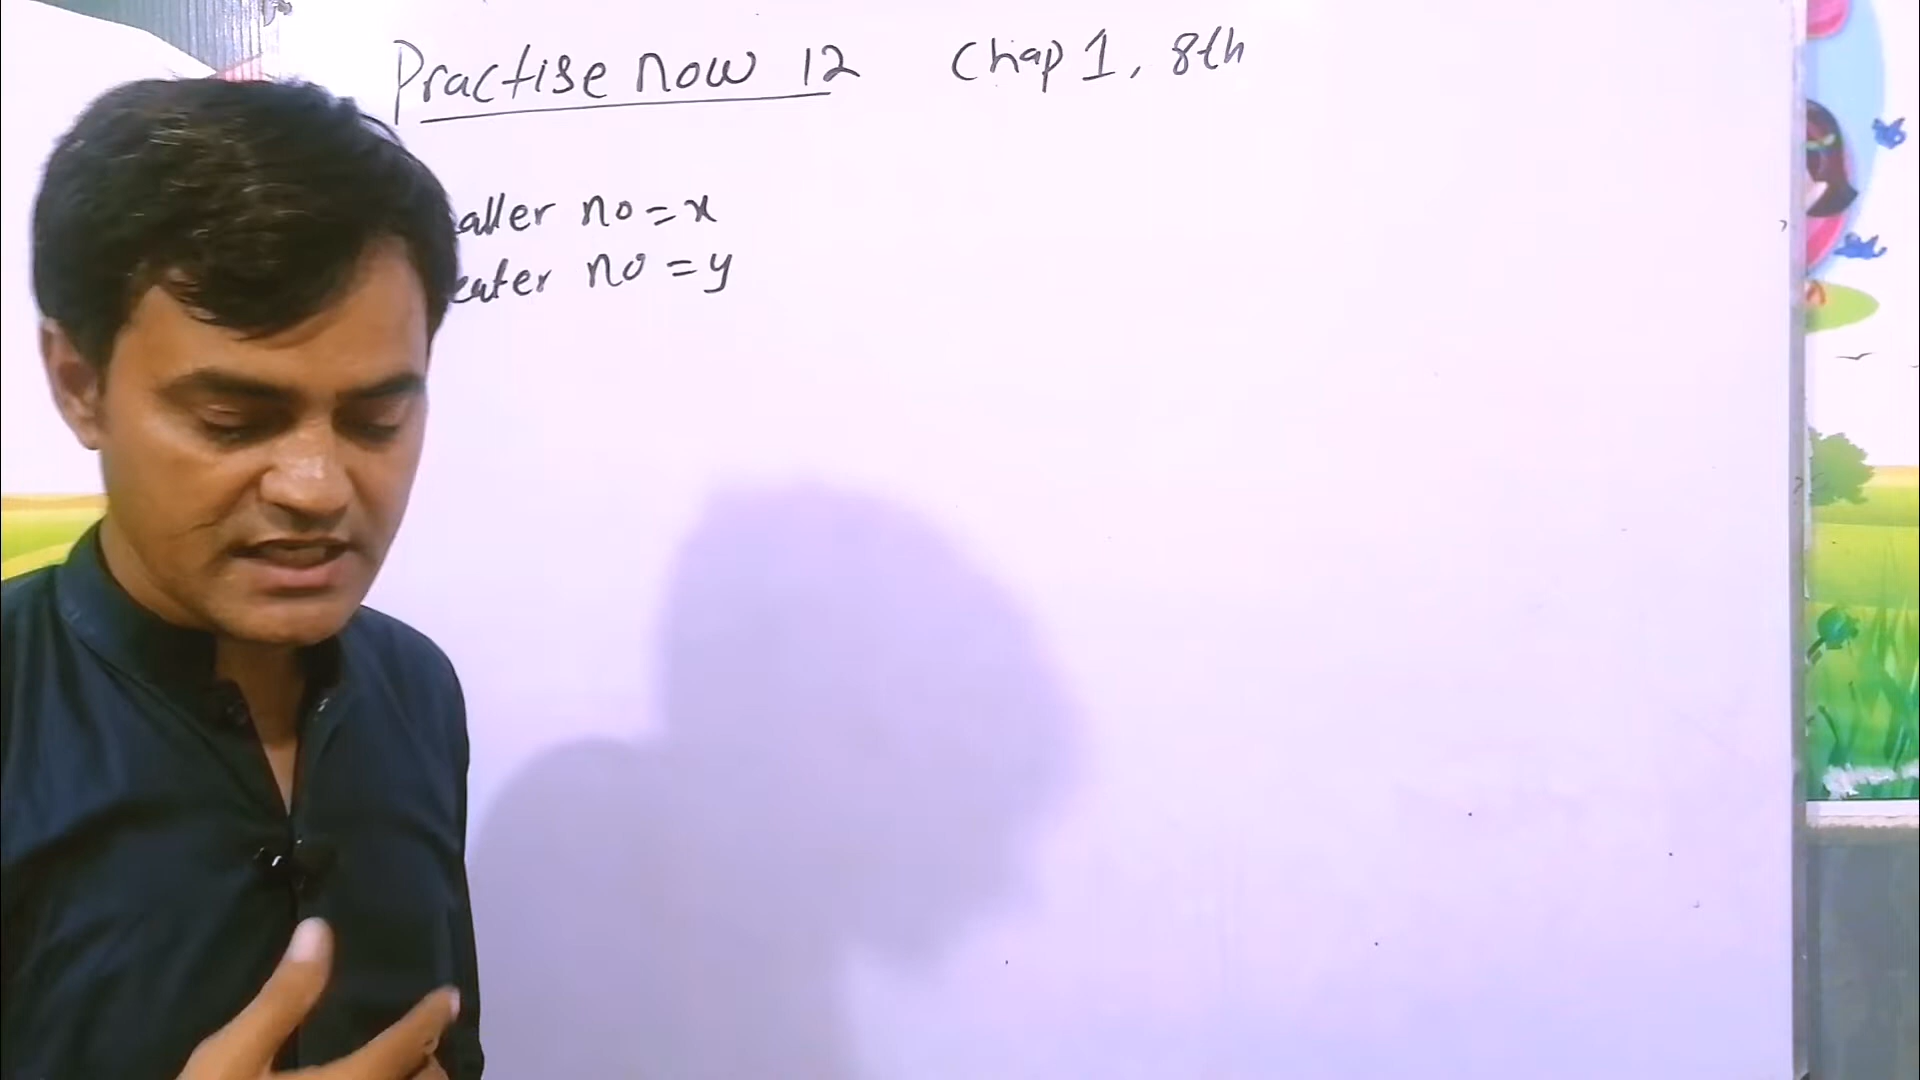 Practise now 12 Chap 1, 8th
aller no = x
eater no = y